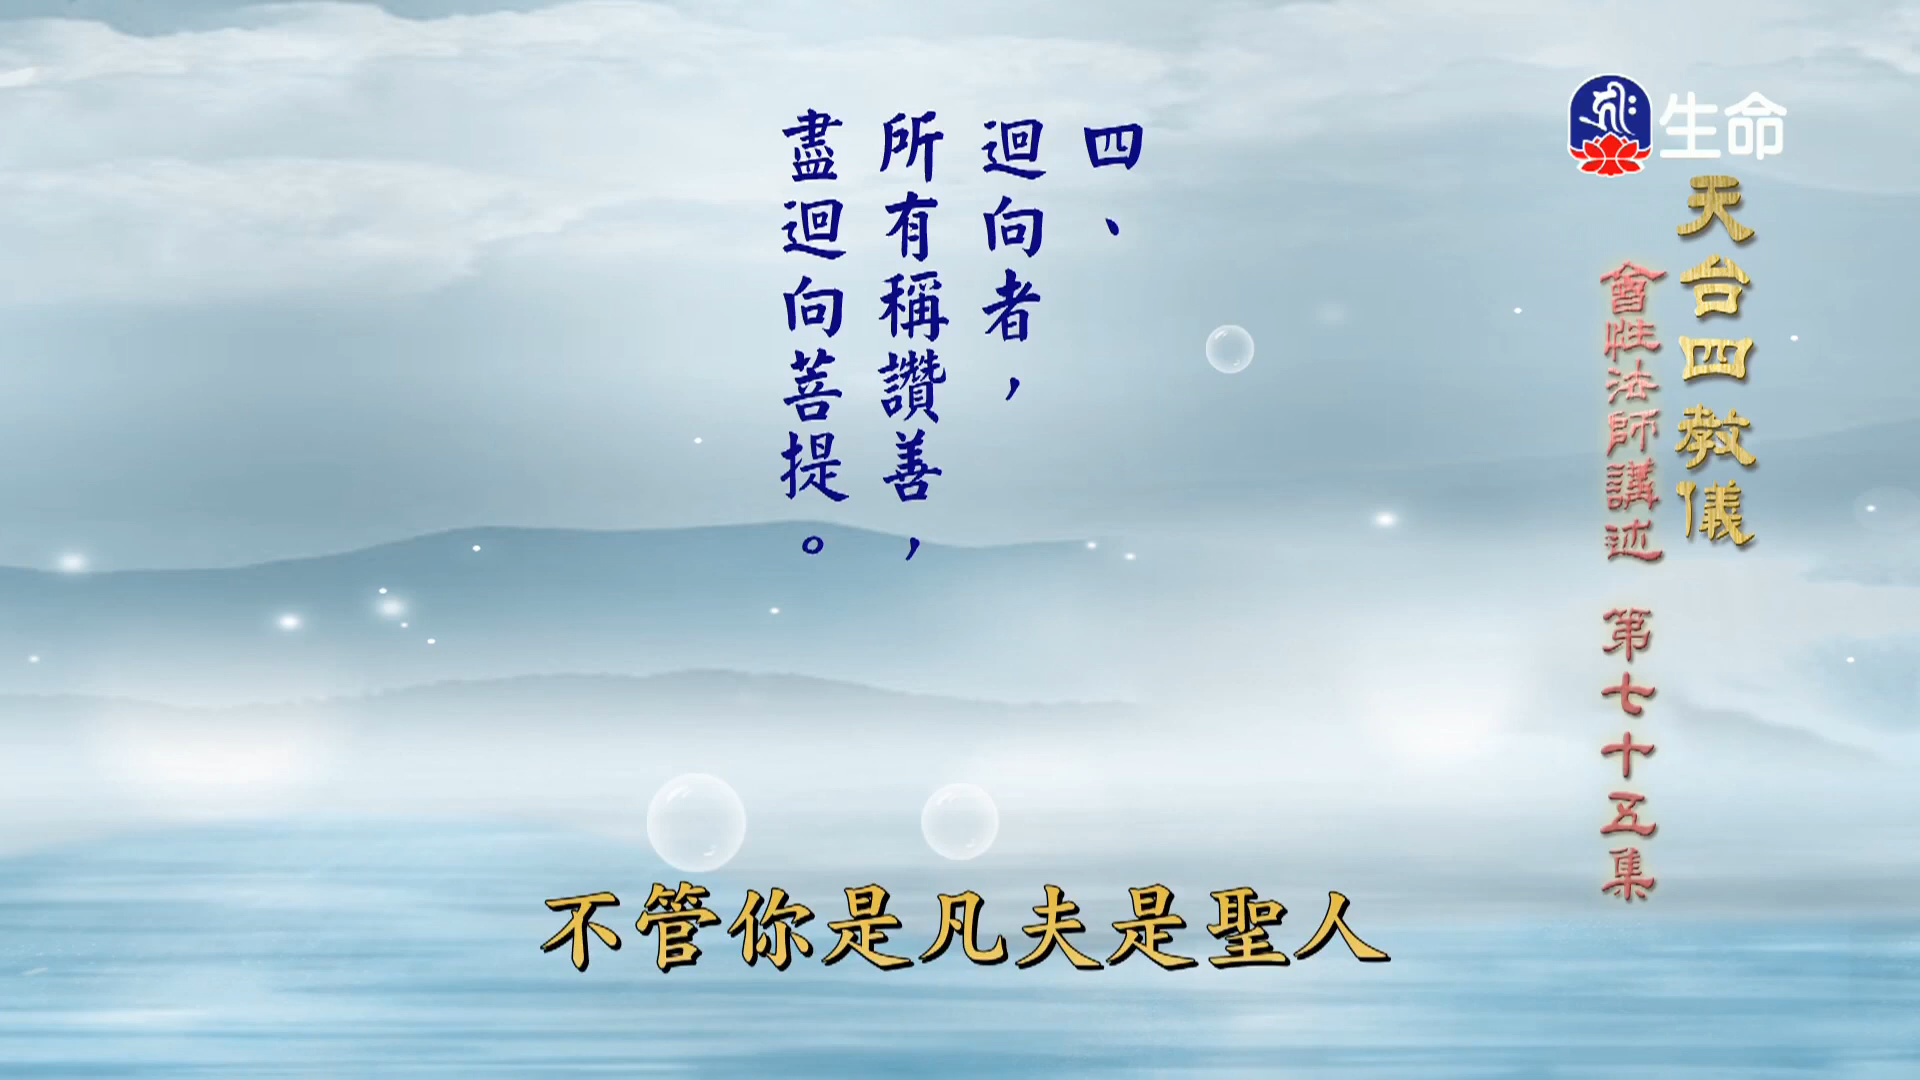 四、
迴向者，
所有稱讚善，
盡迴向菩提。
生命
天台四教儀
會性法師講述 第七十五集
不管你是凡夫是聖人